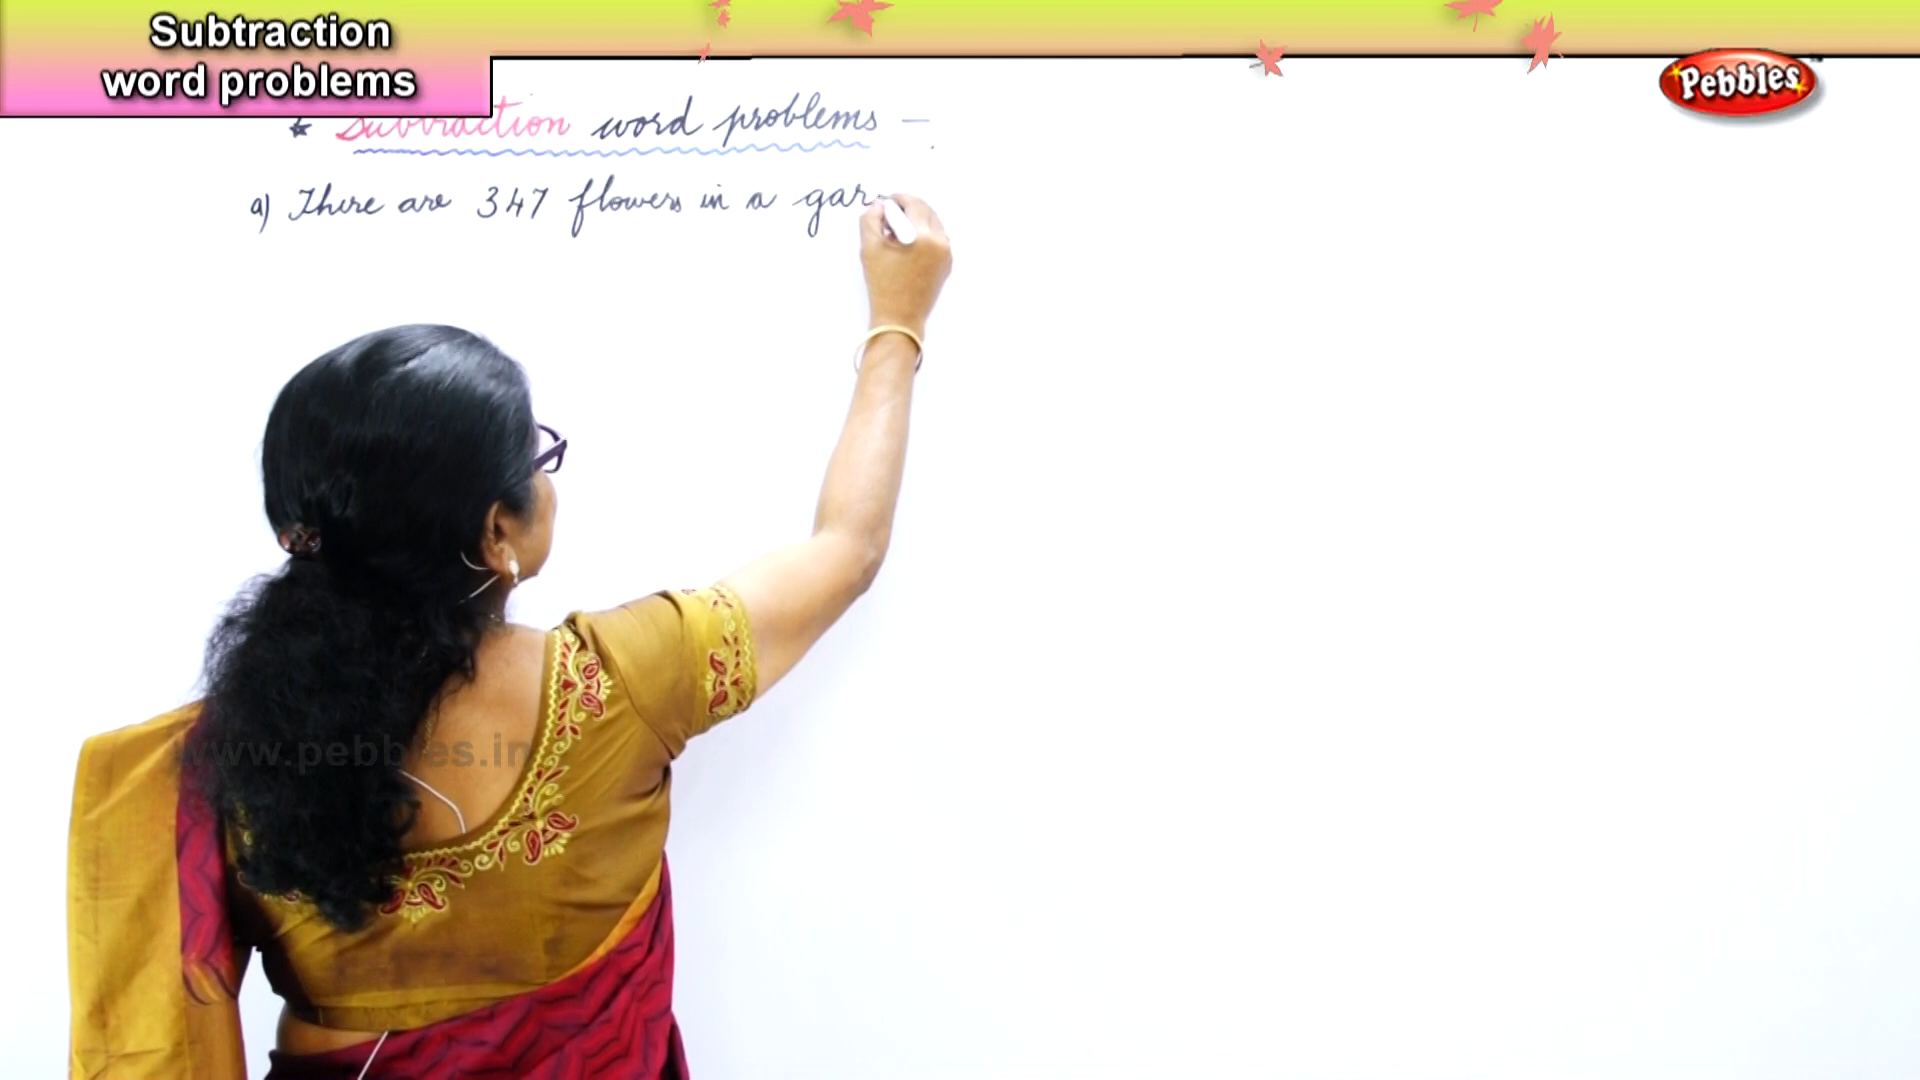 Subtraction
word problems
Pebbles
★ Subtraction word problems –
a) There are 347 flowers in a gar
www.pebbles.in